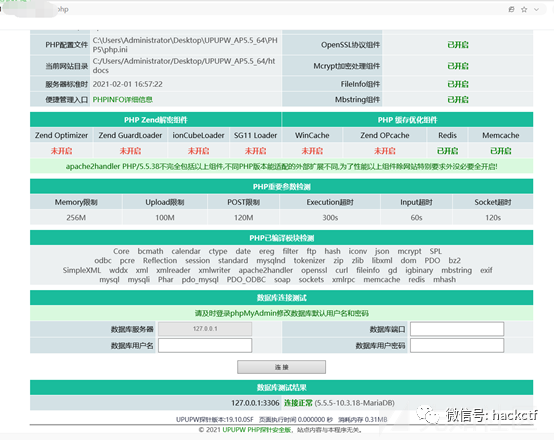 php
PHP配置文件 C:\Users\Administrator\Desktop\UPUPW_AP5.5_64\PHP5\php.ini OpenSSL协议组件 已开启
当前网站目录 C:/Users/Administrator/Desktop/UPUPW_AP5.5_64/htdocs Mcrypt加密处理组件 已开启
服务器标准时 2021-02-01 16:57:22 FileInfo组件 已开启
便捷管理入口 PHPINFO详细信息 Mbstring组件 已开启
PHP Zend解密组件 PHP 缓存优化组件
Zend Optimizer Zend GuardLoader ionCubeLoader SG11 Loader WinCache Zend OPcache Redis Memcache
未开启 未开启 未开启 未开启 未开启 未开启 已开启 已开启
apache2handler PHP/5.5.38不完全包括以上组件,不同PHP版本能适配的外部扩展不同,为了性能以上组件除网站特别要求外没必要全开启!
PHP重要参数检测
Memory限制 Upload限制 POST限制 Execution超时 Input超时 Socket超时
256M 100M 120M 300s 60s 120s
PHP已编译模块检测
Core bcmath calendar ctype date ereg filter ftp hash iconv json mcrypt SPL
odbc pcre Reflection session standard mysqlnd tokenizer zip zlib libxml dom PDO bz2
SimpleXML wddx xml xmlreader xmlwriter apache2handler openssl curl fileinfo gd igbinary mbstring exif
mysql mysqli Phar pdo_mysql PDO_ODBC soap sockets xmlrpc memcache redis mhash
数据库连接测试
请及时登录phpMyAdmin修改数据库默认用户名和密码
数据库服务器 127.0.0.1 数据库端口
数据库用户名 数据库用户密码
连 接
数据库测试结果
127.0.0.1:3306 连接正常 (5.5.5-10.3.18-MariaDB)
UPUPW探针版本:19.10.0SF 页面执行时间 0.000000 秒 消耗内存 0.31MB
© 2021 UPUPW PHP探针安全版, 站点内容与本程序无关。
微信号: hackctf